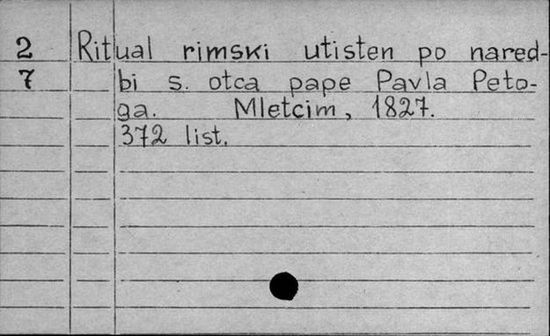 2 Ritual rimski utisten po nared-
7 bi s. otca pape Pavla Peto-
ga. Mletcim, 1827.
372 list.